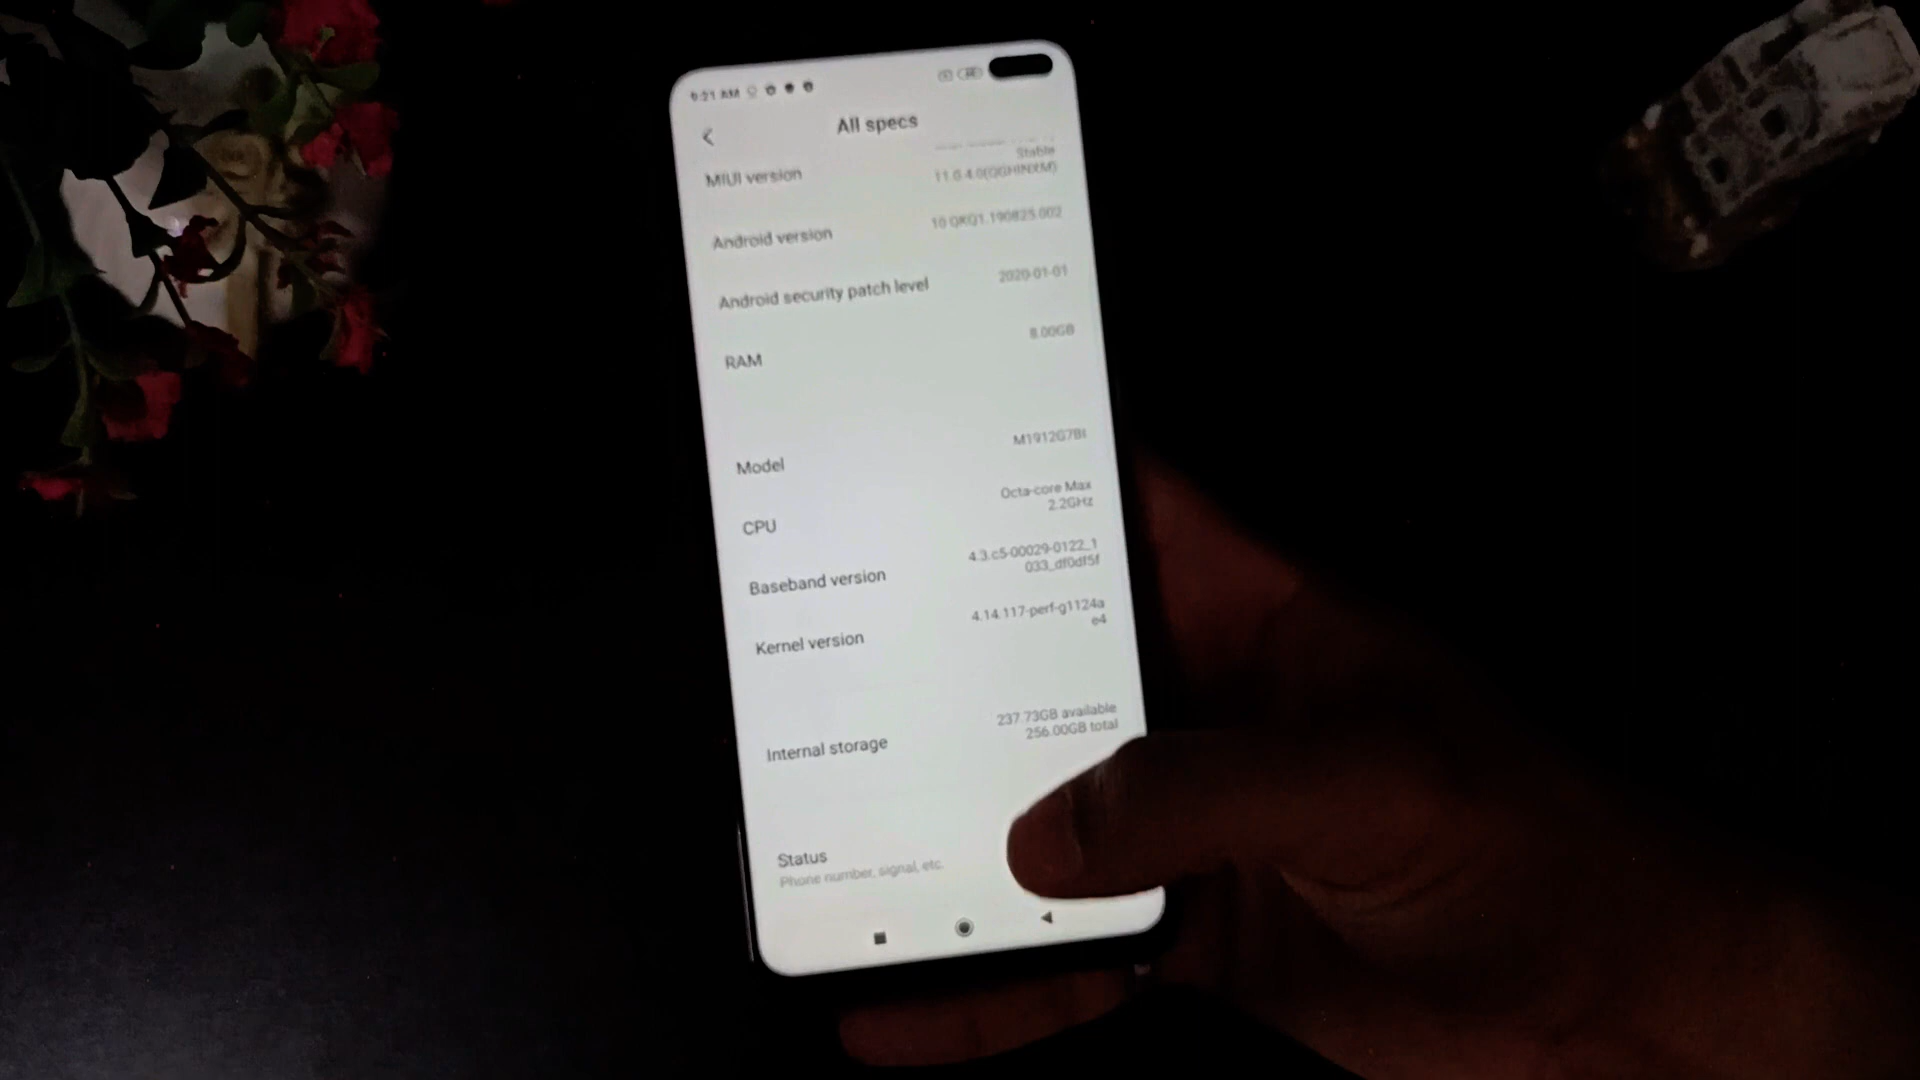 9:21 AM
All specs
MIUI version
Stable
11.0.4.0(QGHINXM)
Android version
10 QKQ1.190825.002
Android security patch level
2020-01-01
RAM
8.00GB
Model
M1912G7BI
CPU
Octa-core Max
2.2GHz
Baseband version
4.3.c5-00029-0122_1
033_df0df5f
Kernel version
4.14.117-perf-g1124a
e4
Internal storage
237.73GB available
256.00GB total
Status
Phone number, signal, etc.